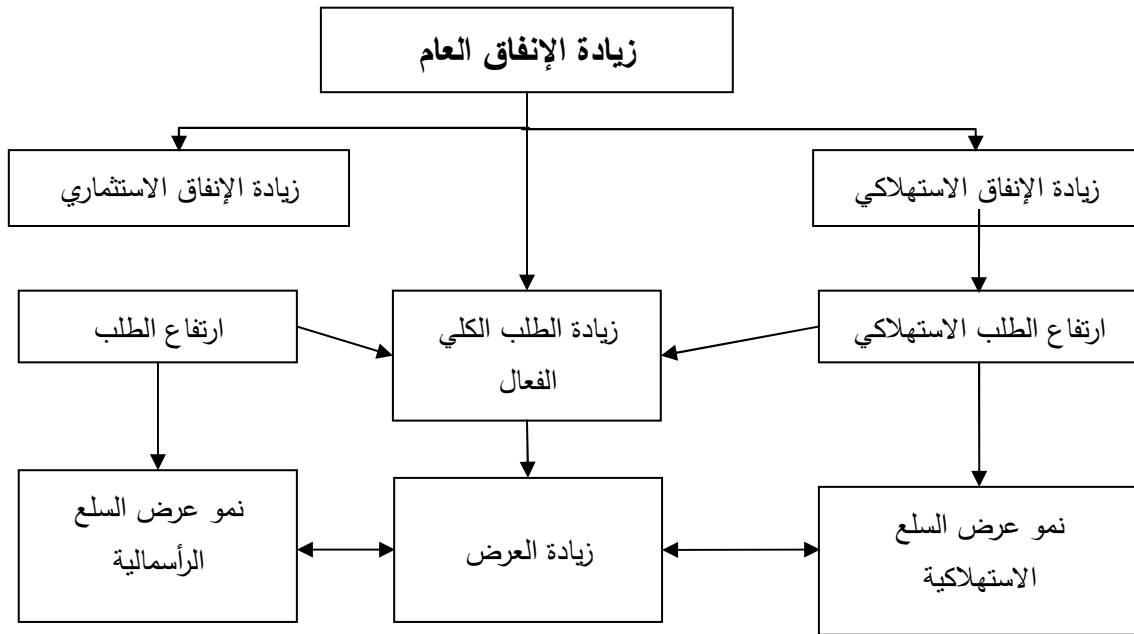 زيادة الإنفاق العام
زيادة الإنفاق الاستهلاكي
زيادة الإنفاق الاستثماري
ارتفاع الطلب الاستهلاكي
زيادة الطلب الكلي
الفعال
ارتفاع الطلب
نمو عرض السلع
الاستهلاكية
زيادة العرض
نمو عرض السلع
الرأسمالية